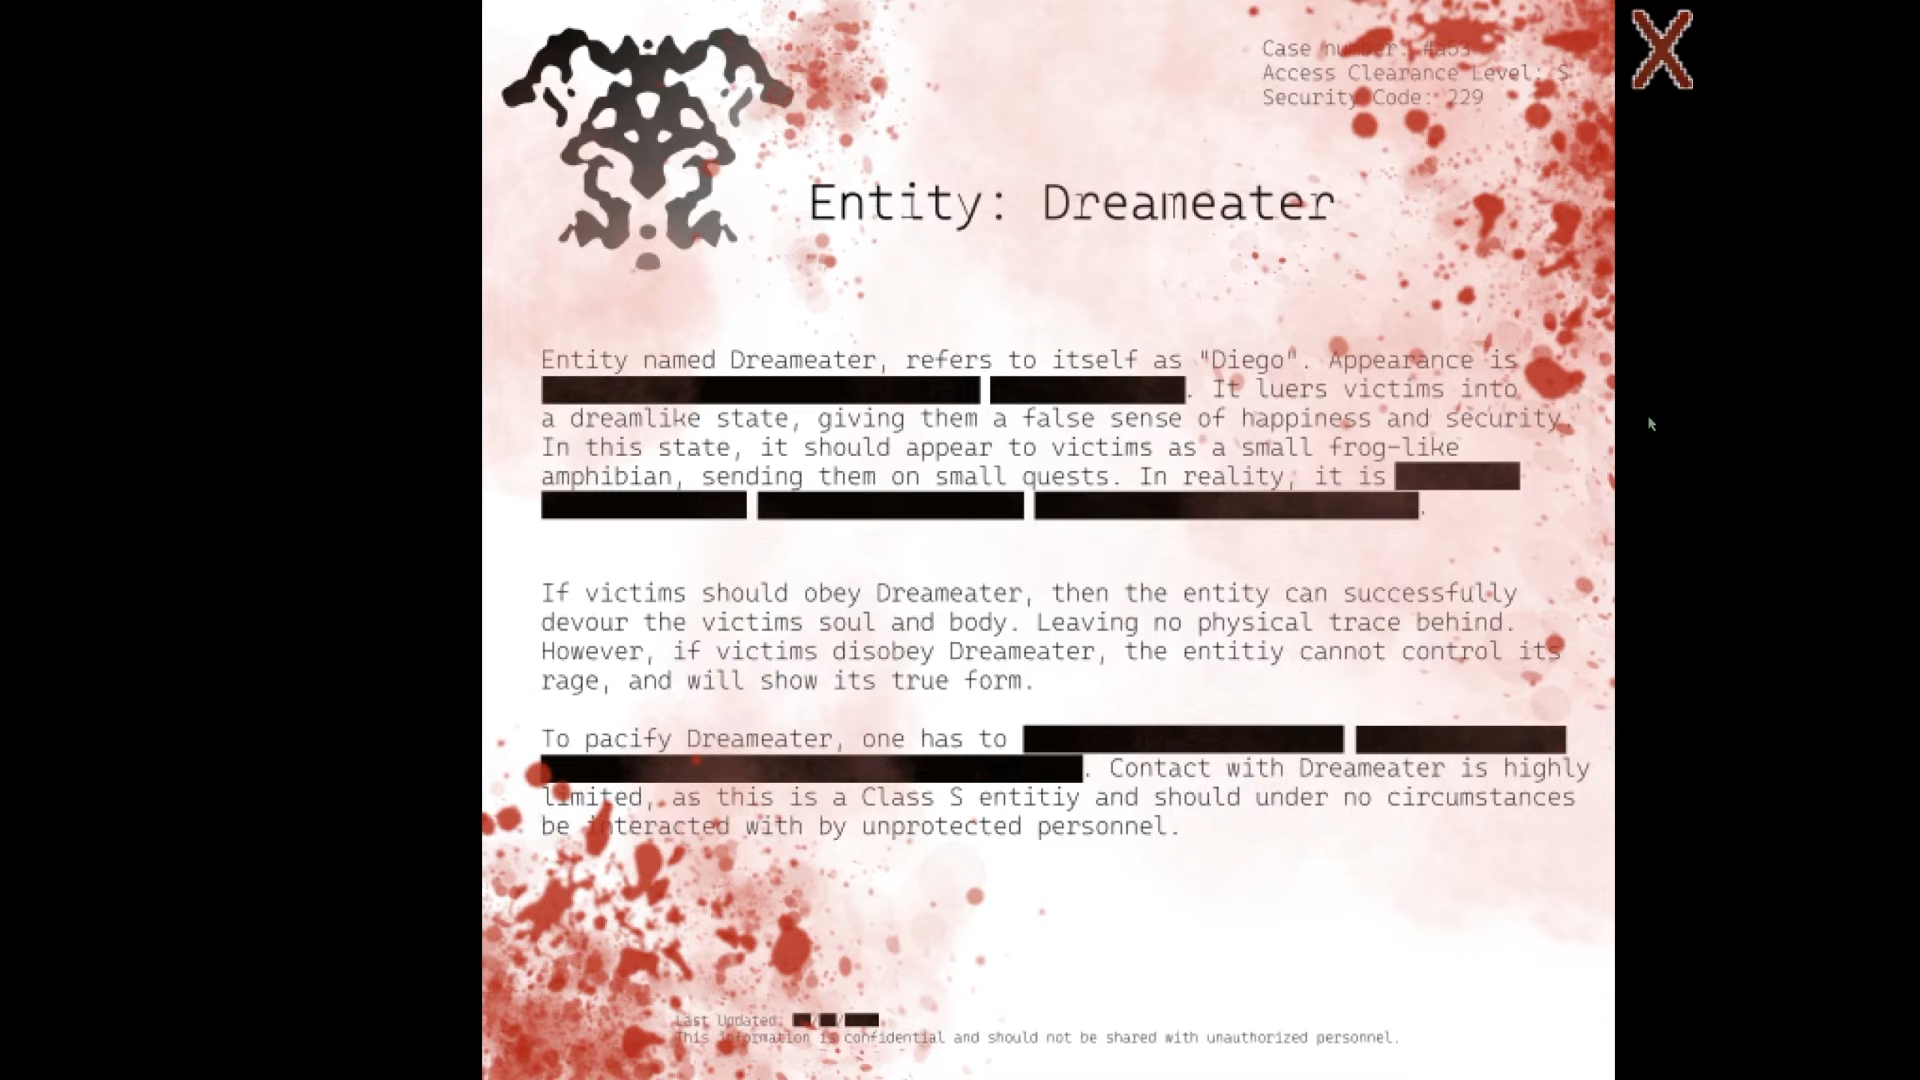 Case number: #a53
Access Clearance Level: S
Security Code: 229
Entity: Dreameater
Entity named Dreameater, refers to itself as "Diego". Appearance is
. It luers victims into
a dreamlike state, giving them a false sense of happiness and security.
In this state, it should appear to victims as a small frog-like
amphibian, sending them on small quests. In reality, it is
.
If victims should obey Dreameater, then the entity can successfully
devour the victims soul and body. Leaving no physical trace behind.
However, if victims disobey Dreameater, the entitiy cannot control its
rage, and will show its true form.
To pacify Dreameater, one has to
. Contact with Dreameater is highly
limited, as this is a Class S entitiy and should under no circumstances
be interacted with by unprotected personnel.
Last Updated: / /
This information is confidential and should not be shared with unauthorized personnel.